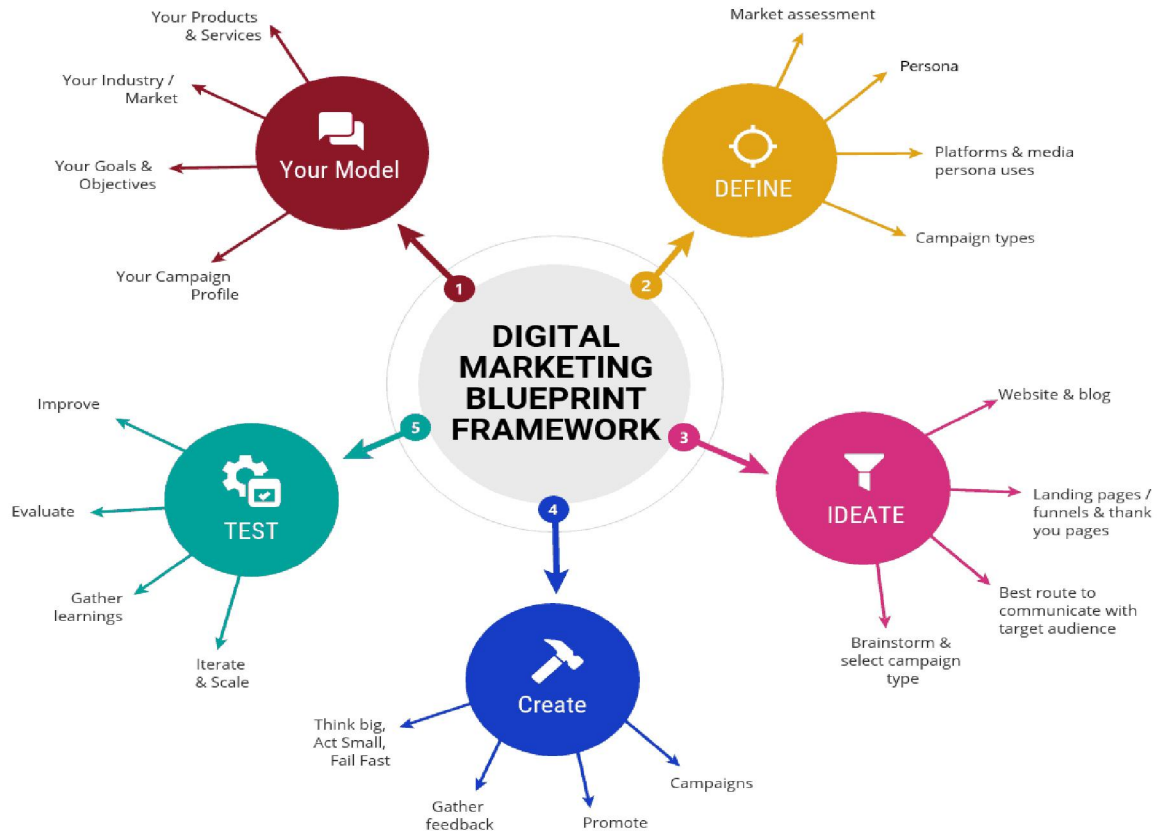 DIGITAL
MARKETING
BLUEPRINT
FRAMEWORK
1
Your Model
Your Products
& Services
Your Industry /
Market
Your Goals &
Objectives
Your Campaign
Profile
2
DEFINE
Market assessment
Persona
Platforms & media
persona uses
Campaign types
3
IDEATE
Website & blog
Landing pages /
funnels & thank
you pages
Best route to
communicate with
target audience
Brainstorm &
select campaign
type
4
Create
Campaigns
Promote
Gather
feedback
Think big,
Act Small,
Fail Fast
5
TEST
Improve
Evaluate
Gather
learnings
Iterate
& Scale